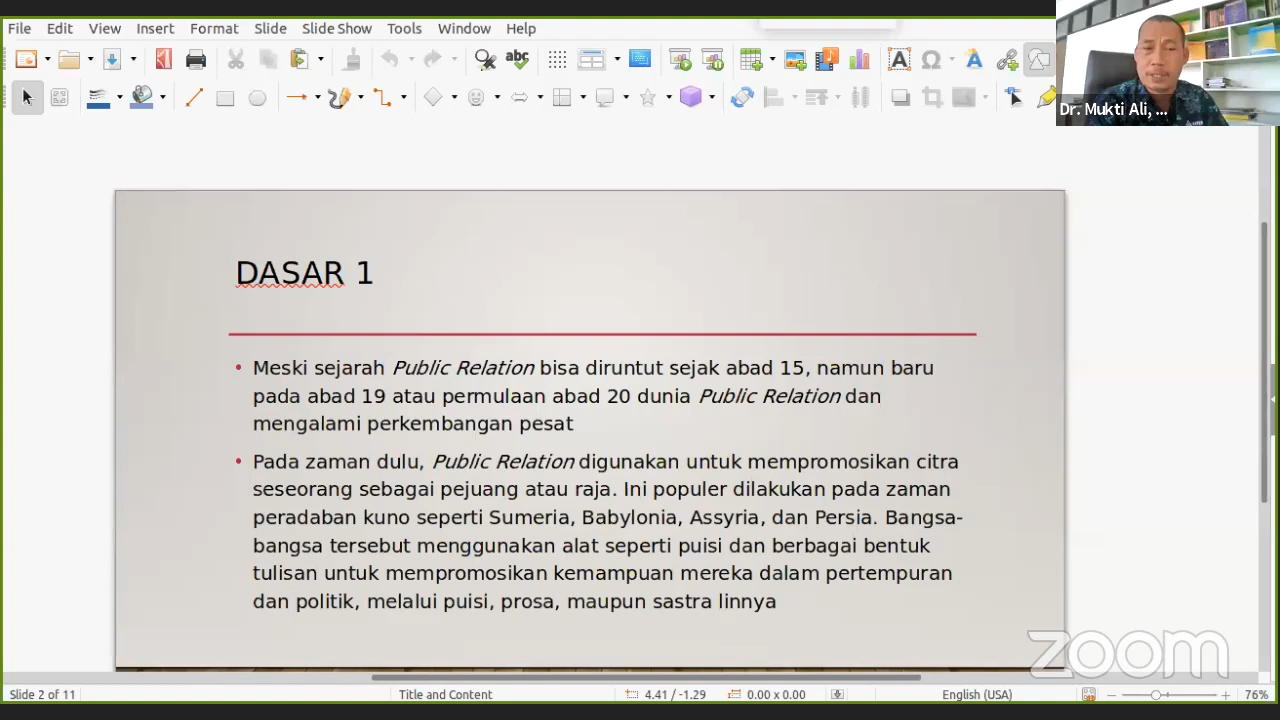 File Edit View Insert Format Slide Slide Show Tools Window Help
abc
Dr. Mukti Ali, ...
DASAR 1
• Meski sejarah Public Relation bisa diruntut sejak abad 15, namun baru
pada abad 19 atau permulaan abad 20 dunia Public Relation dan
mengalami perkembangan pesat
• Pada zaman dulu, Public Relation digunakan untuk mempromosikan citra
seseorang sebagai pejuang atau raja. Ini populer dilakukan pada zaman
peradaban kuno seperti Sumeria, Babylonia, Assyria, dan Persia. Bangsa-
bangsa tersebut menggunakan alat seperti puisi dan berbagai bentuk
tulisan untuk mempromosikan kemampuan mereka dalam pertempuran
dan politik, melalui puisi, prosa, maupun sastra linnya
zoom
Slide 2 of 11 Title and Content 4.41 / -1.29 0.00 x 0.00 English (USA) 76%